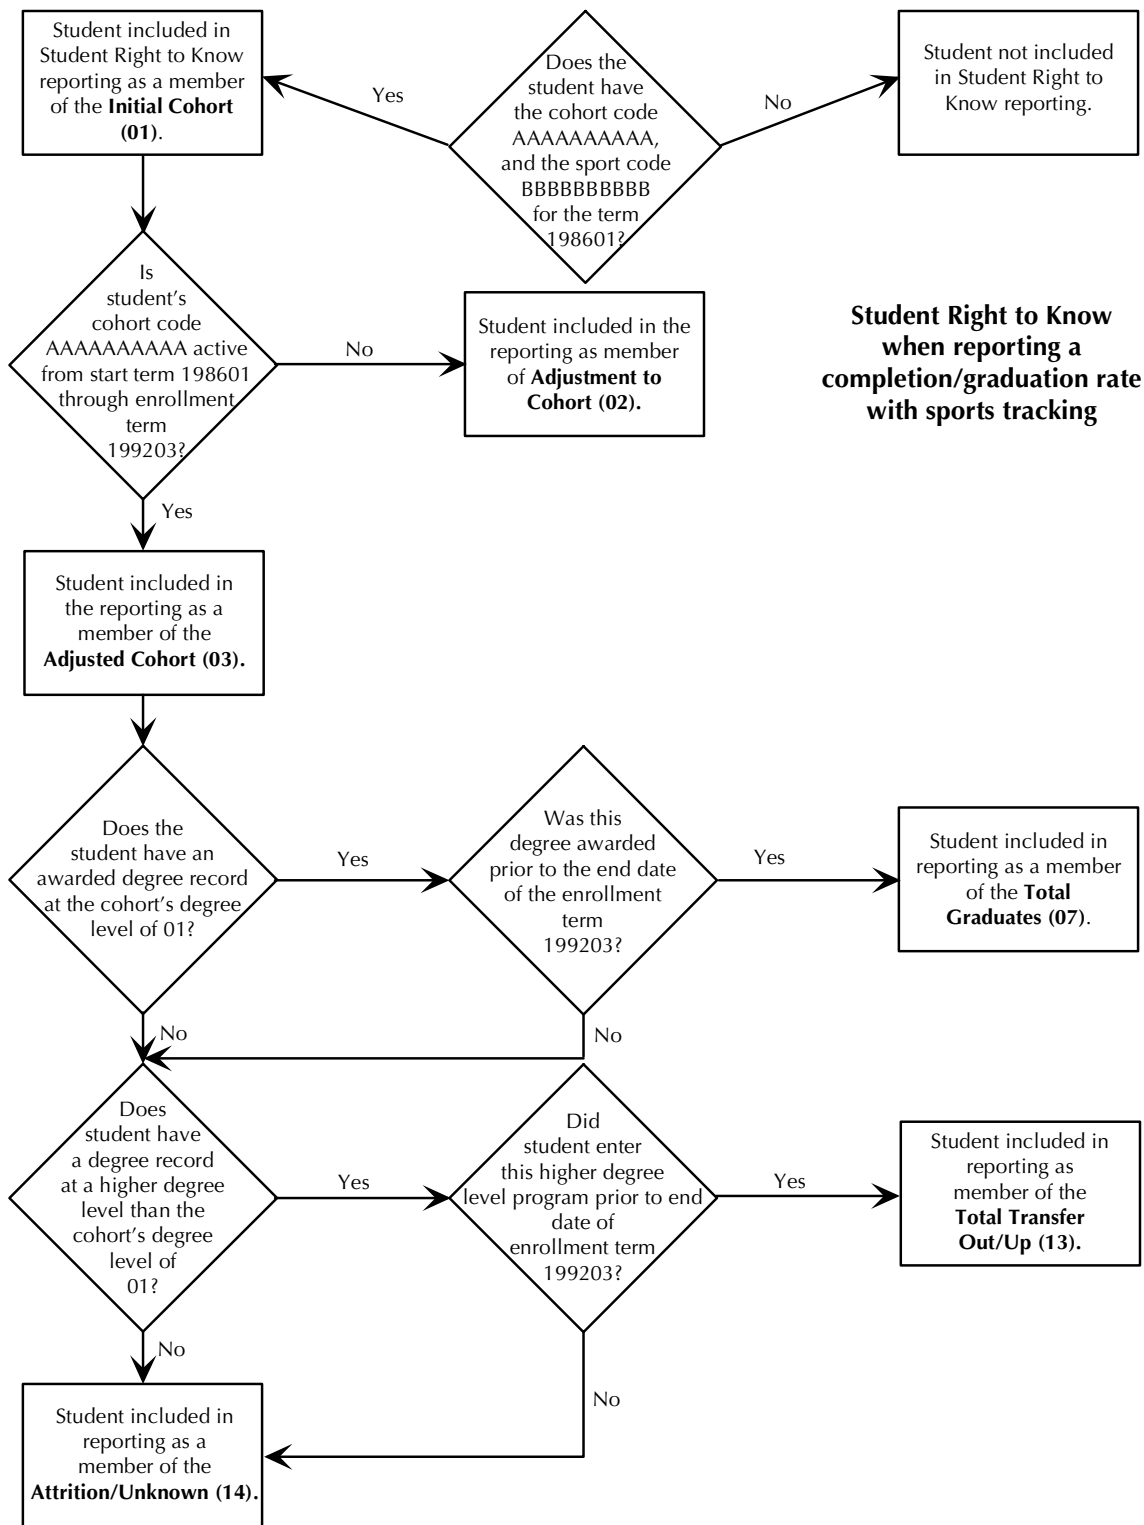 Student included in
Student Right to Know
reporting as a member
of the Initial Cohort
(01).
Yes
Does the
student have
the cohort code
AAAAAAAAAA,
and the sport code
BBBBBBBBBB
for the term
198601?
No
Student not included
in Student Right to
Know reporting.
Is
student's
cohort code
AAAAAAAAAA active
from start term 198601
through enrollment
term
199203?
No
Student included in the
reporting as member
of Adjustment to
Cohort (02).
Student Right to Know
when reporting a
completion/graduation rate
with sports tracking
Yes
Student included in
the reporting as a
member of the
Adjusted Cohort (03).
Does the
student have an
awarded degree record
at the cohort's degree
level of 01?
Yes
Was this
degree awarded
prior to the end date
of the enrollment
term
199203?
Yes
Student included in
reporting as a member
of the Total
Graduates (07).
No
No
Does
student have
a degree record
at a higher degree
level than the
cohort's degree
level of
01?
Yes
Did
student enter
this higher degree
level program prior to end
date of
enrollment term
199203?
Yes
Student included in
reporting as
member of the
Total Transfer
Out/Up (13).
No
No
Student included in
reporting as a
member of the
Attrition/Unknown (14).